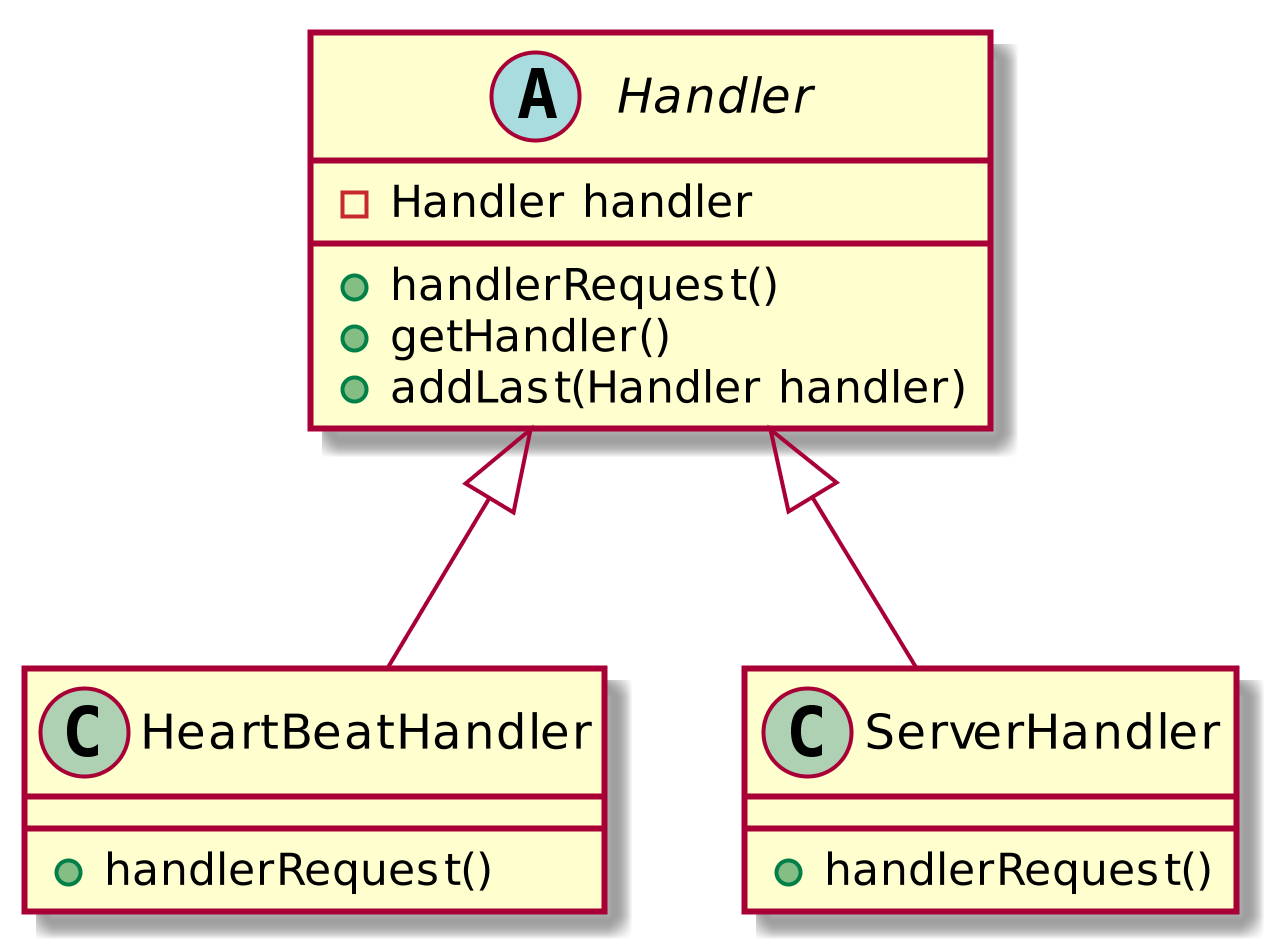 A Handler
Handler handler
handlerRequest()
getHandler()
addLast(Handler handler)
C HeartBeatHandler
handlerRequest()
C ServerHandler
handlerRequest()